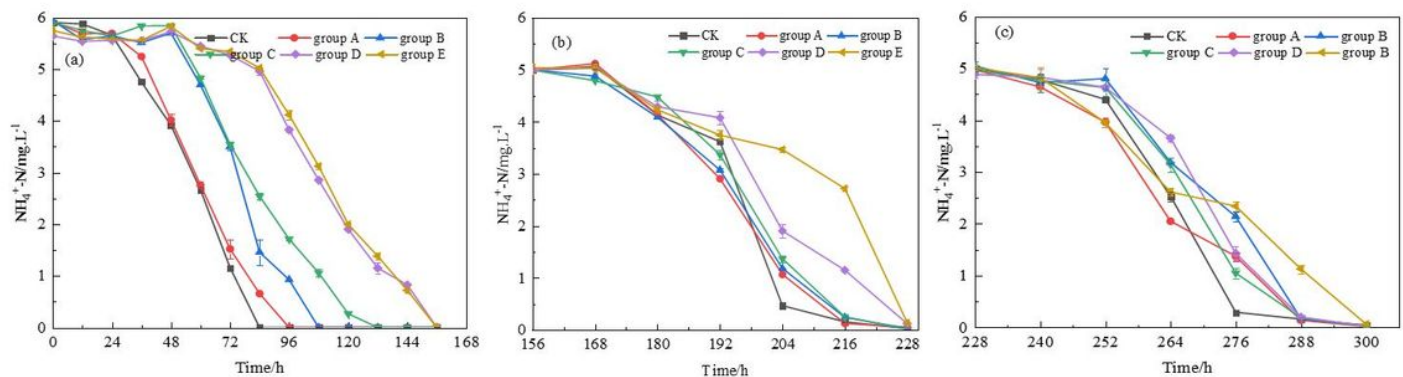 (a)
CK group A group B
group C group D group E
NH₄⁺-N/mg.L⁻¹
6
5
4
3
2
1
0
0 24 48 72 96 120 144 168
Time/h
(b)
CK group A group B
group C group D group E
NH₄⁺-N/mg.L⁻¹
6
5
4
3
2
1
0
156 168 180 192 204 216 228
Time/h
(c)
CK group A group B
group C group D group B
NH₄⁺-N/mg.L⁻¹
6
5
4
3
2
1
0
228 240 252 264 276 288 300
Time/h